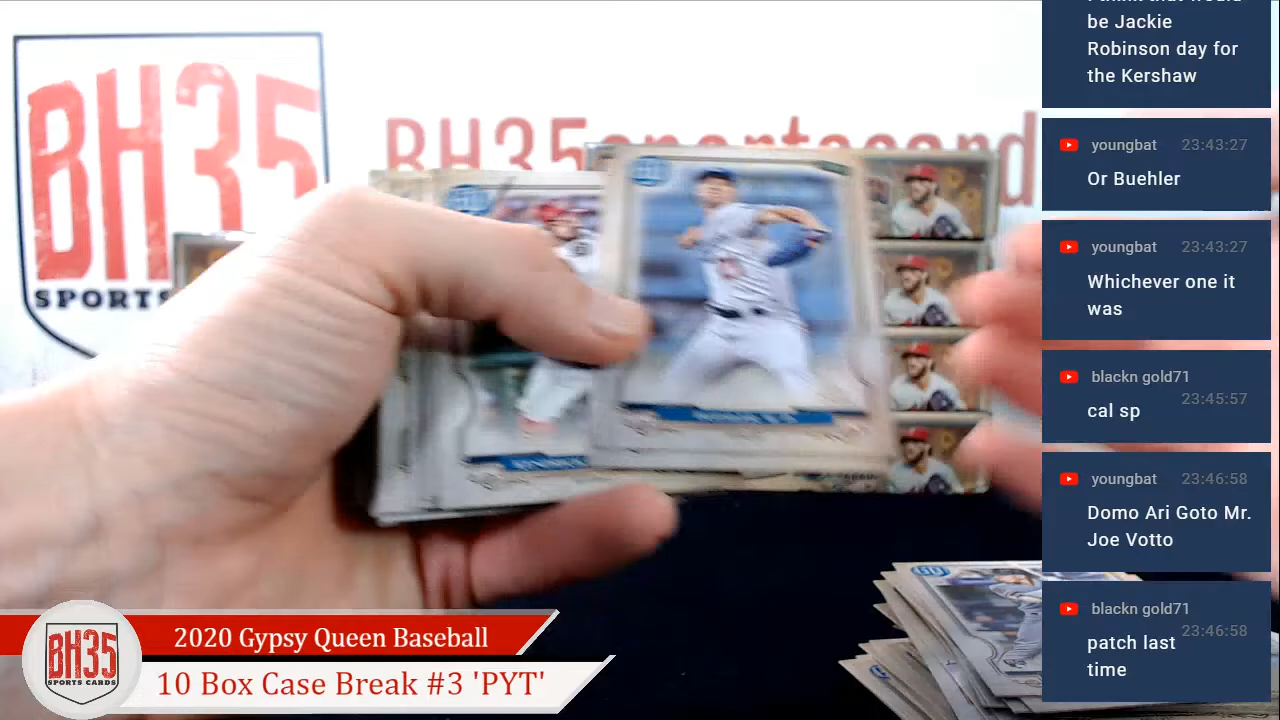 BH35
SPORTS
BH35sportscard
2020 Gypsy Queen Baseball
10 Box Case Break #3 'PYT'
BH35
SPORTS CARDS
be Jackie
Robinson day for
the Kershaw
youngbat 23:43:27
Or Buehler
youngbat 23:43:27
Whichever one it
was
blackn gold71
23:45:57
cal sp
youngbat 23:46:58
Domo Ari Goto Mr.
Joe Votto
blackn gold71
23:46:58
patch last
time